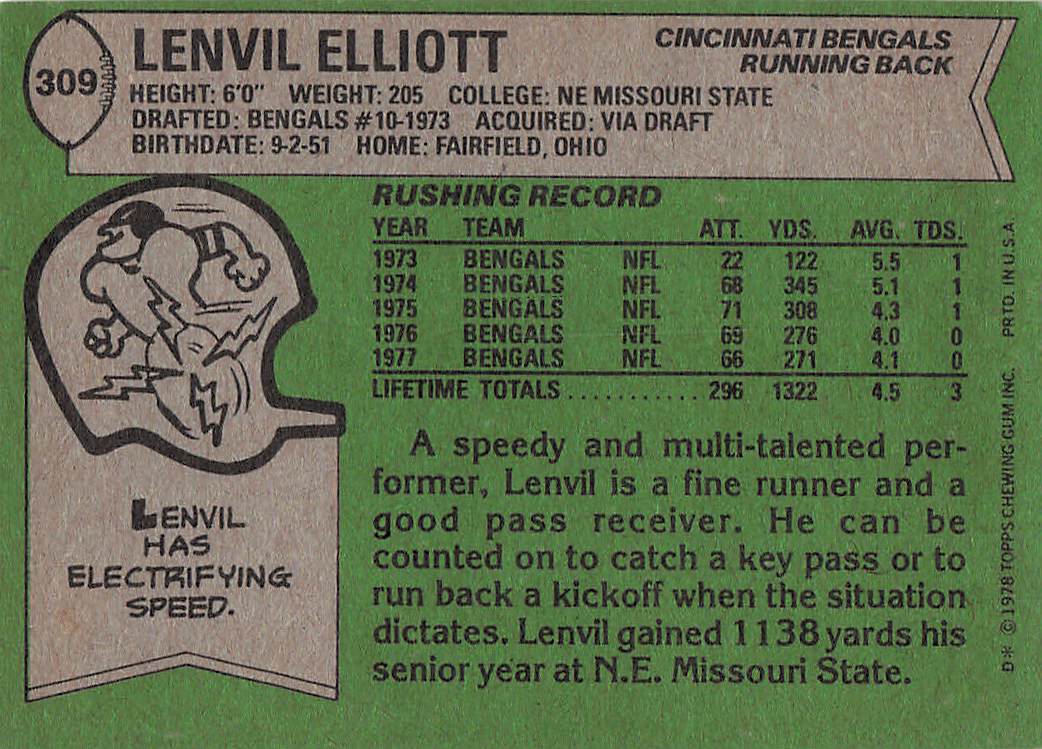 309
LENVIL ELLIOTT
CINCINNATI BENGALS
RUNNING BACK
HEIGHT: 6'0" WEIGHT: 205 COLLEGE: NE MISSOURI STATE
DRAFTED: BENGALS #10-1973 ACQUIRED: VIA DRAFT
BIRTHDATE: 9-2-51 HOME: FAIRFIELD, OHIO
RUSHING RECORD
YEAR TEAM ATT. YDS. AVG. TDS.
1973 BENGALS NFL 22 122 5.5 1
1974 BENGALS NFL 68 345 5.1 1
1975 BENGALS NFL 71 308 4.3 1
1976 BENGALS NFL 69 276 4.0 0
1977 BENGALS NFL 66 271 4.1 0
LIFETIME TOTALS ........... 296 1322 4.5 3
A speedy and multi-talented per-
former, Lenvil is a fine runner and a
good pass receiver. He can be
counted on to catch a key pass or to
run back a kickoff when the situation
dictates. Lenvil gained 1138 yards his
senior year at N.E. Missouri State.
LENVIL
HAS
ELECTRIFYING
SPEED.
D* © 1978 TOPPS CHEWING GUM INC. PRTD. IN U.S.A.